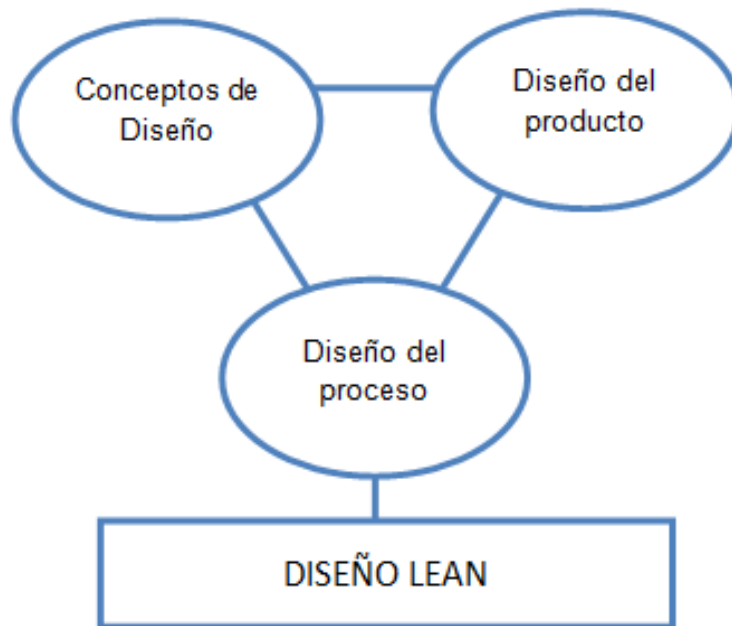 Conceptos de
Diseño
Diseño del
producto
Diseño del
proceso
DISEÑO LEAN